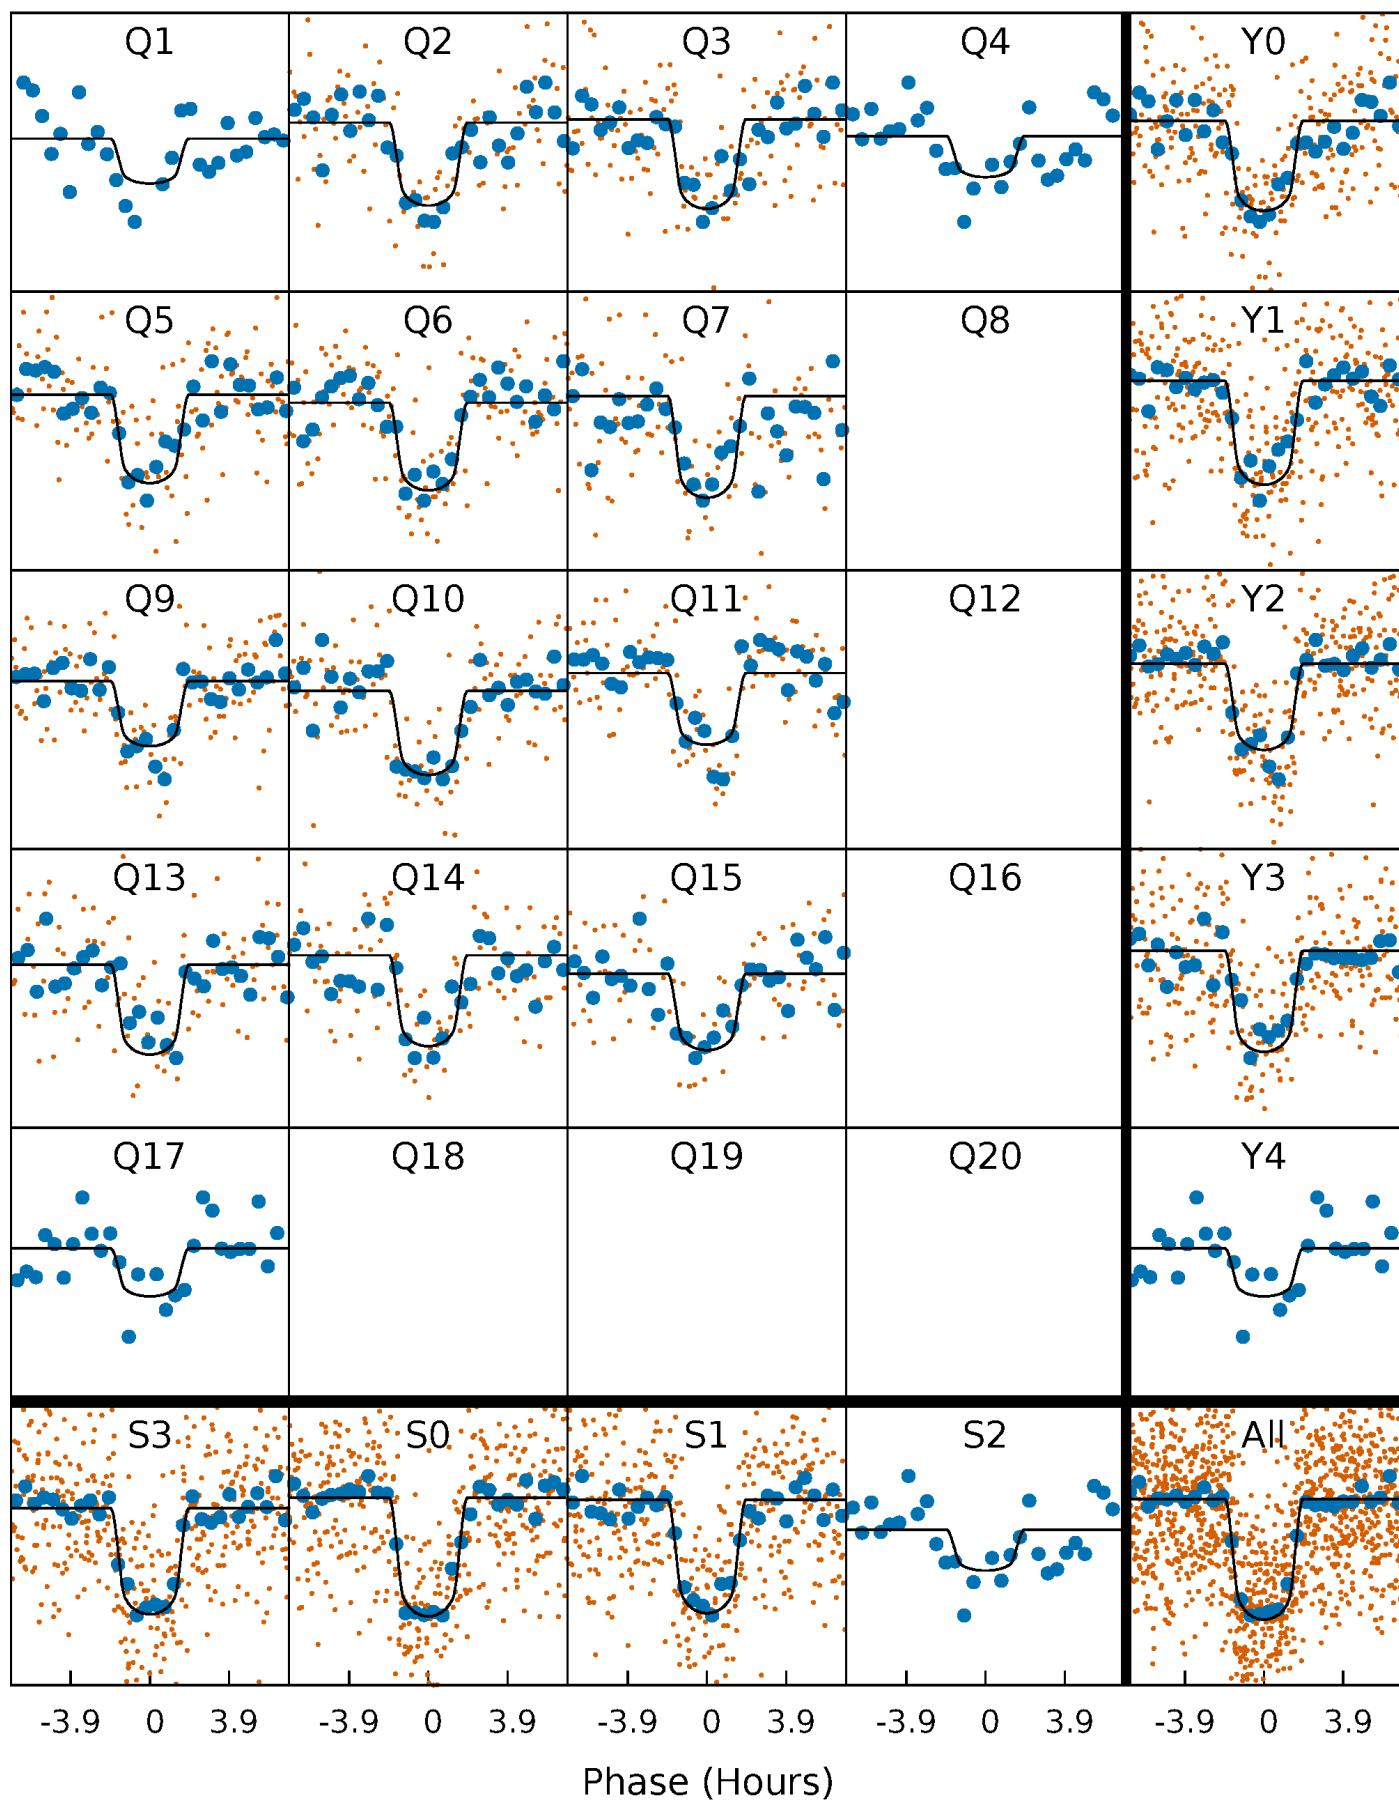 Q1 Q2 Q3 Q4 Y0
Q5 Q6 Q7 Q8 Y1
Q9 Q10 Q11 Q12 Y2
Q13 Q14 Q15 Q16 Y3
Q17 Q18 Q19 Q20 Y4
S3 S0 S1 S2 All
-3.9 0 3.9 -3.9 0 3.9 -3.9 0 3.9 -3.9 0 3.9 -3.9 0 3.9
Phase (Hours)